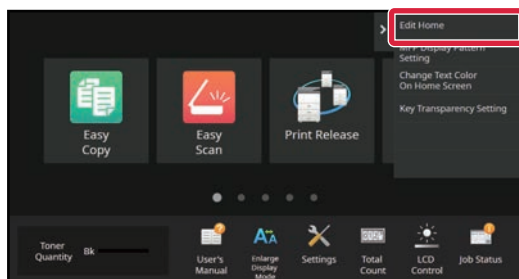 Edit Home
MFP Display Pattern
Setting
Change Text Color
On Home Screen
Key Transparency Setting
Easy
Copy
Easy
Scan
Print Release
Toner
Quantity
Bk
User's
Manual
Enlarge
Display
Mode
Settings
Total
Count
LCD
Control
Job Status